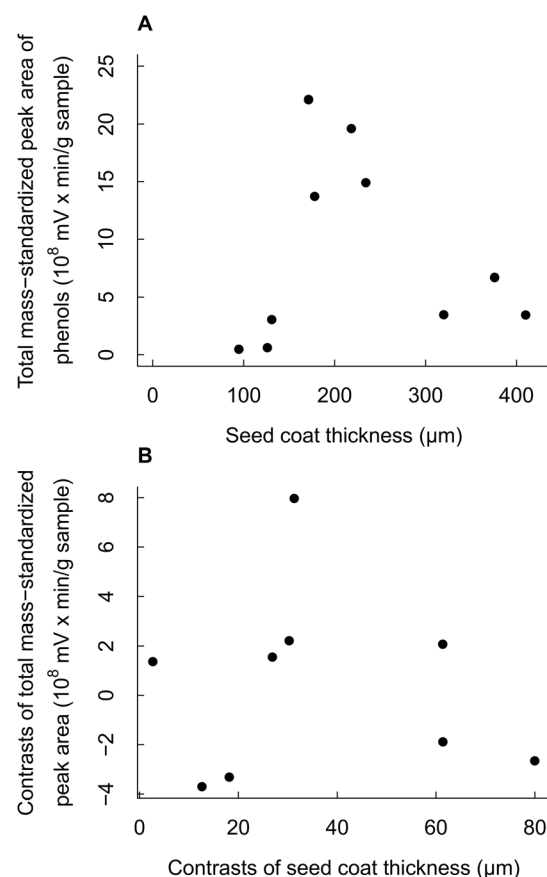 A
Total mass−standardized peak area of
phenols (10⁸ mV x min/g sample)
25
20
15
10
5
0
0 100 200 300 400
Seed coat thickness (µm)
B
Contrasts of total mass−standardized
peak area (10⁸ mV x min/g sample)
8
6
4
2
0
−2
−4
0 20 40 60 80
Contrasts of seed coat thickness (µm)